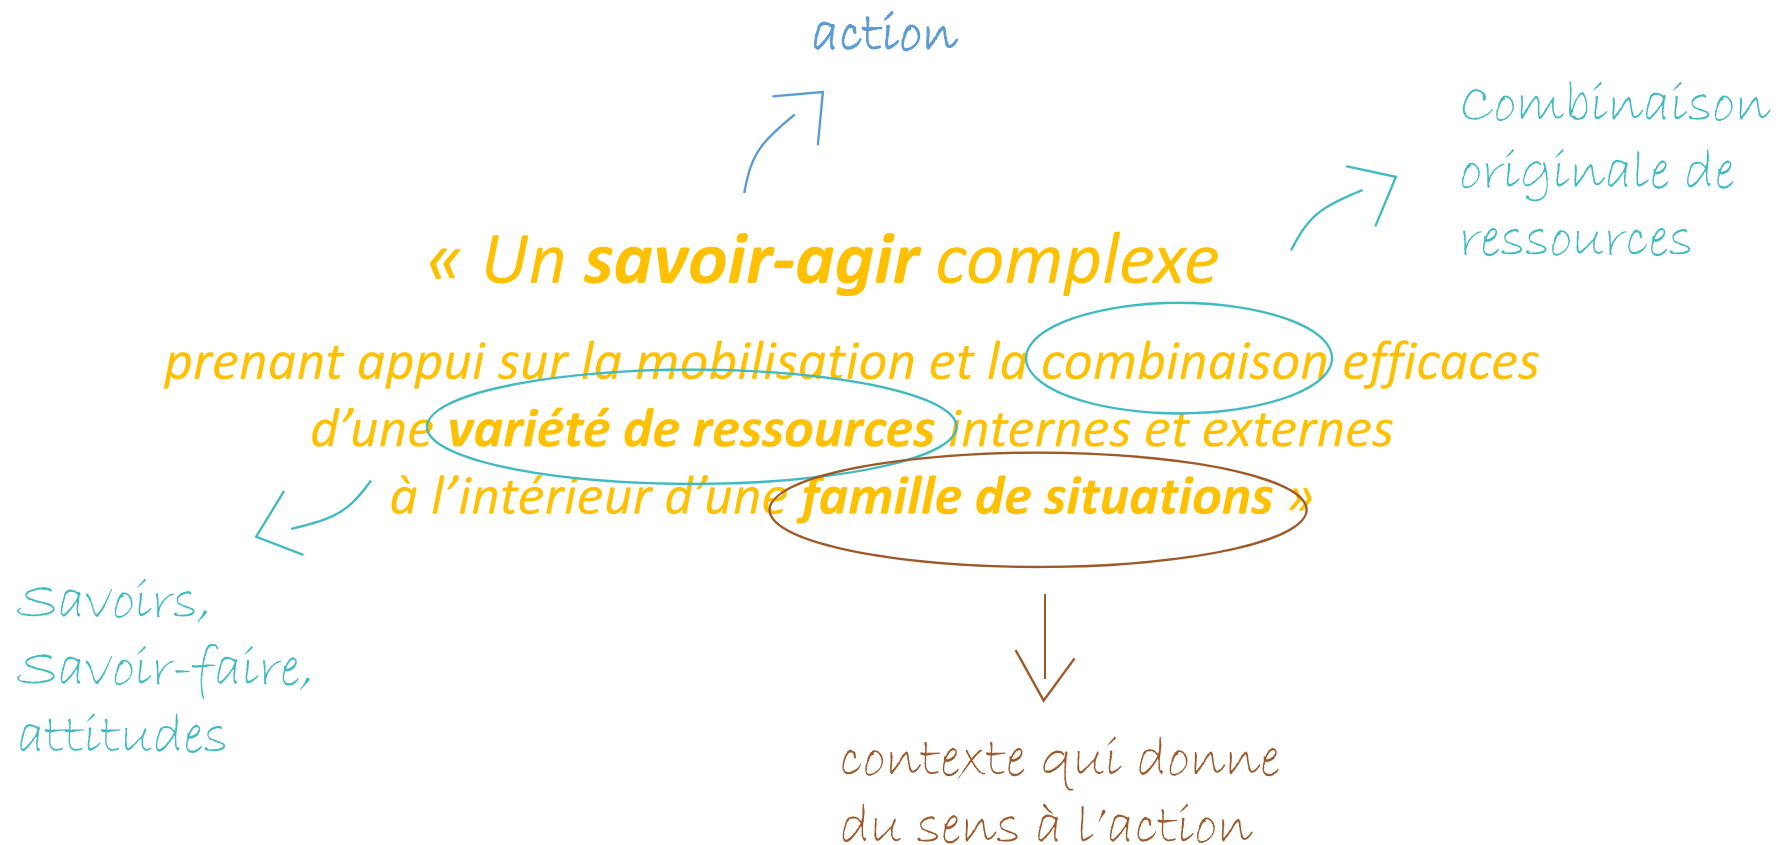 action
Combinaison
originale de
ressources
« Un savoir-agir complexe
prenant appui sur la mobilisation et la combinaison efficaces
d’une variété de ressources internes et externes
à l’intérieur d’une famille de situations »
Savoirs,
Savoir-faire,
attitudes
contexte qui donne
du sens à l’action